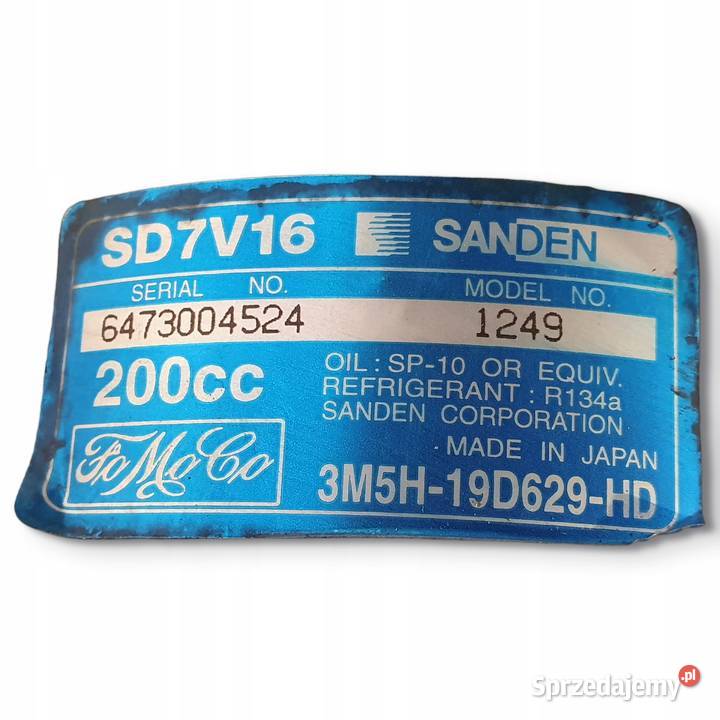 SD7V16 SANDEN
SERIAL NO. MODEL NO.
6473004524 1249
200cc
OIL : SP-10 OR EQUIV.
REFRIGERANT : R134a
SANDEN CORPORATION
MADE IN JAPAN
FoMoCo
3M5H-19D629-HD
Sprzedajemy.pl